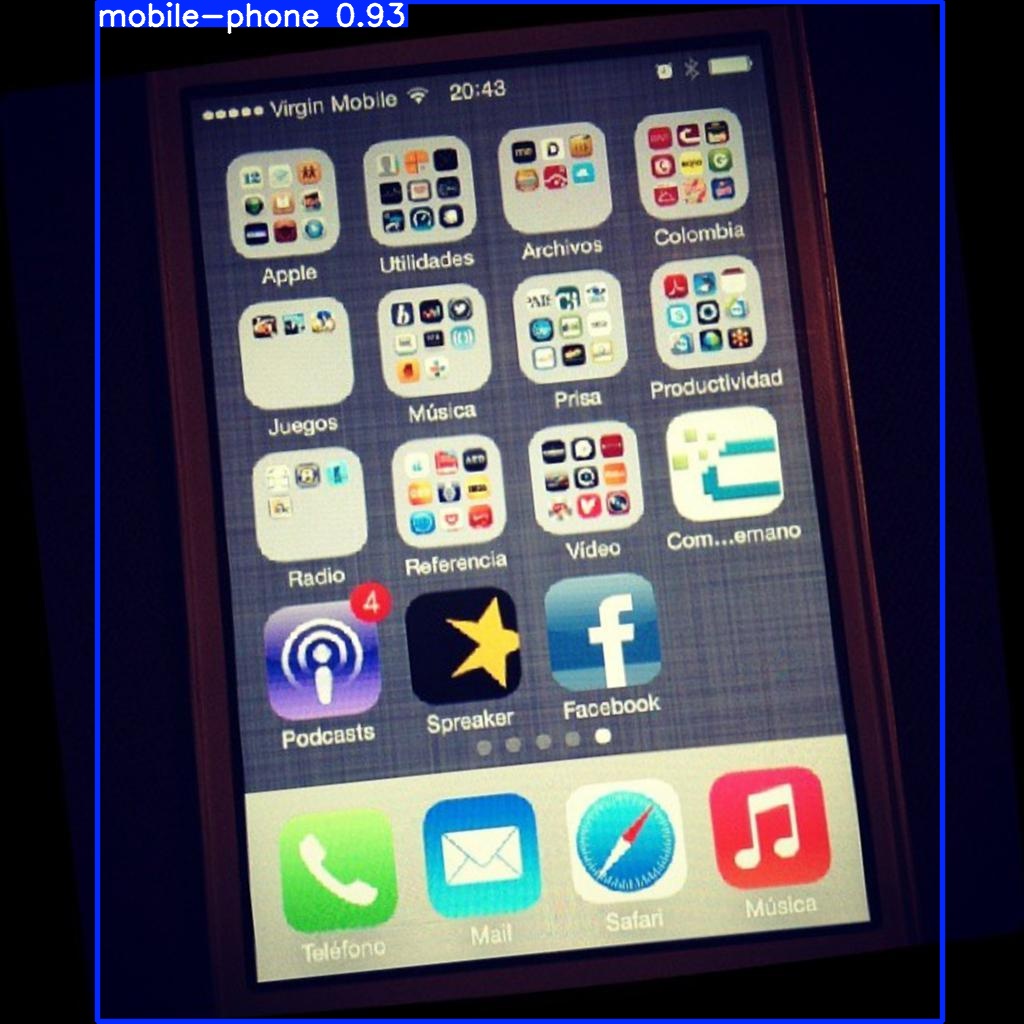 mobile-phone 0.93
Virgin Mobile 20:43
Apple Utilidades Archivos Colombia
Juegos Música Prisa Productividad
Radio Referencia Vídeo Com...emano
4
Podcasts Spreaker Facebook
Teléfono Mail Safari Música